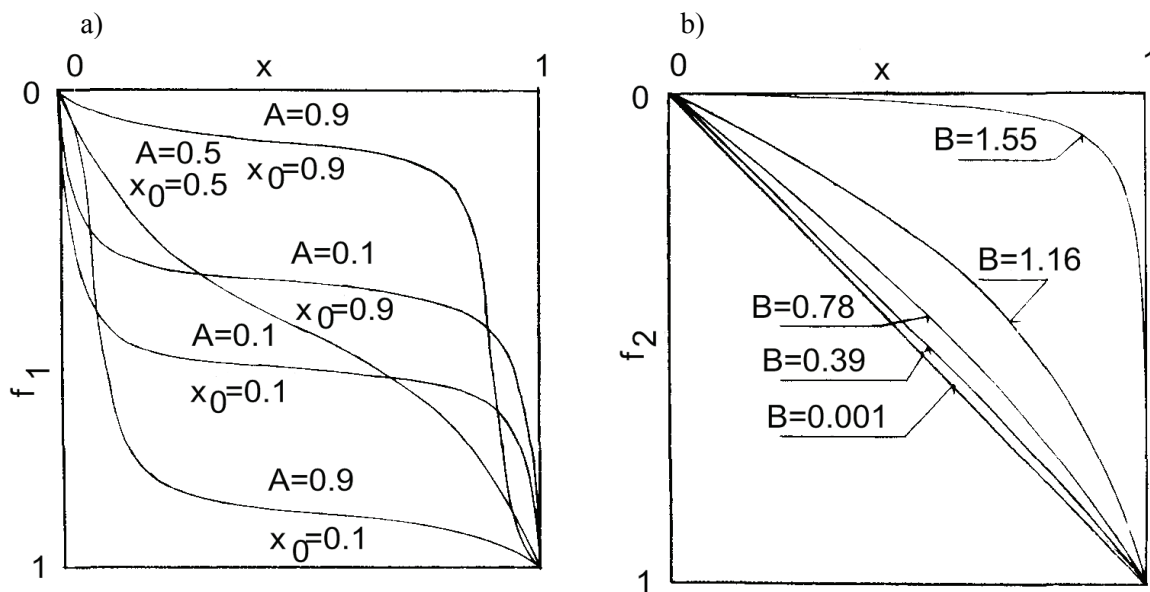 a)
0
x
1
0
A=0.9
A=0.5
x0=0.9
x0=0.5
A=0.1
x0=0.9
A=0.1
f1
x0=0.1
A=0.9
x0=0.1
1
b)
0
x
1
0
B=1.55
B=1.16
B=0.78
f2
B=0.39
B=0.001
1